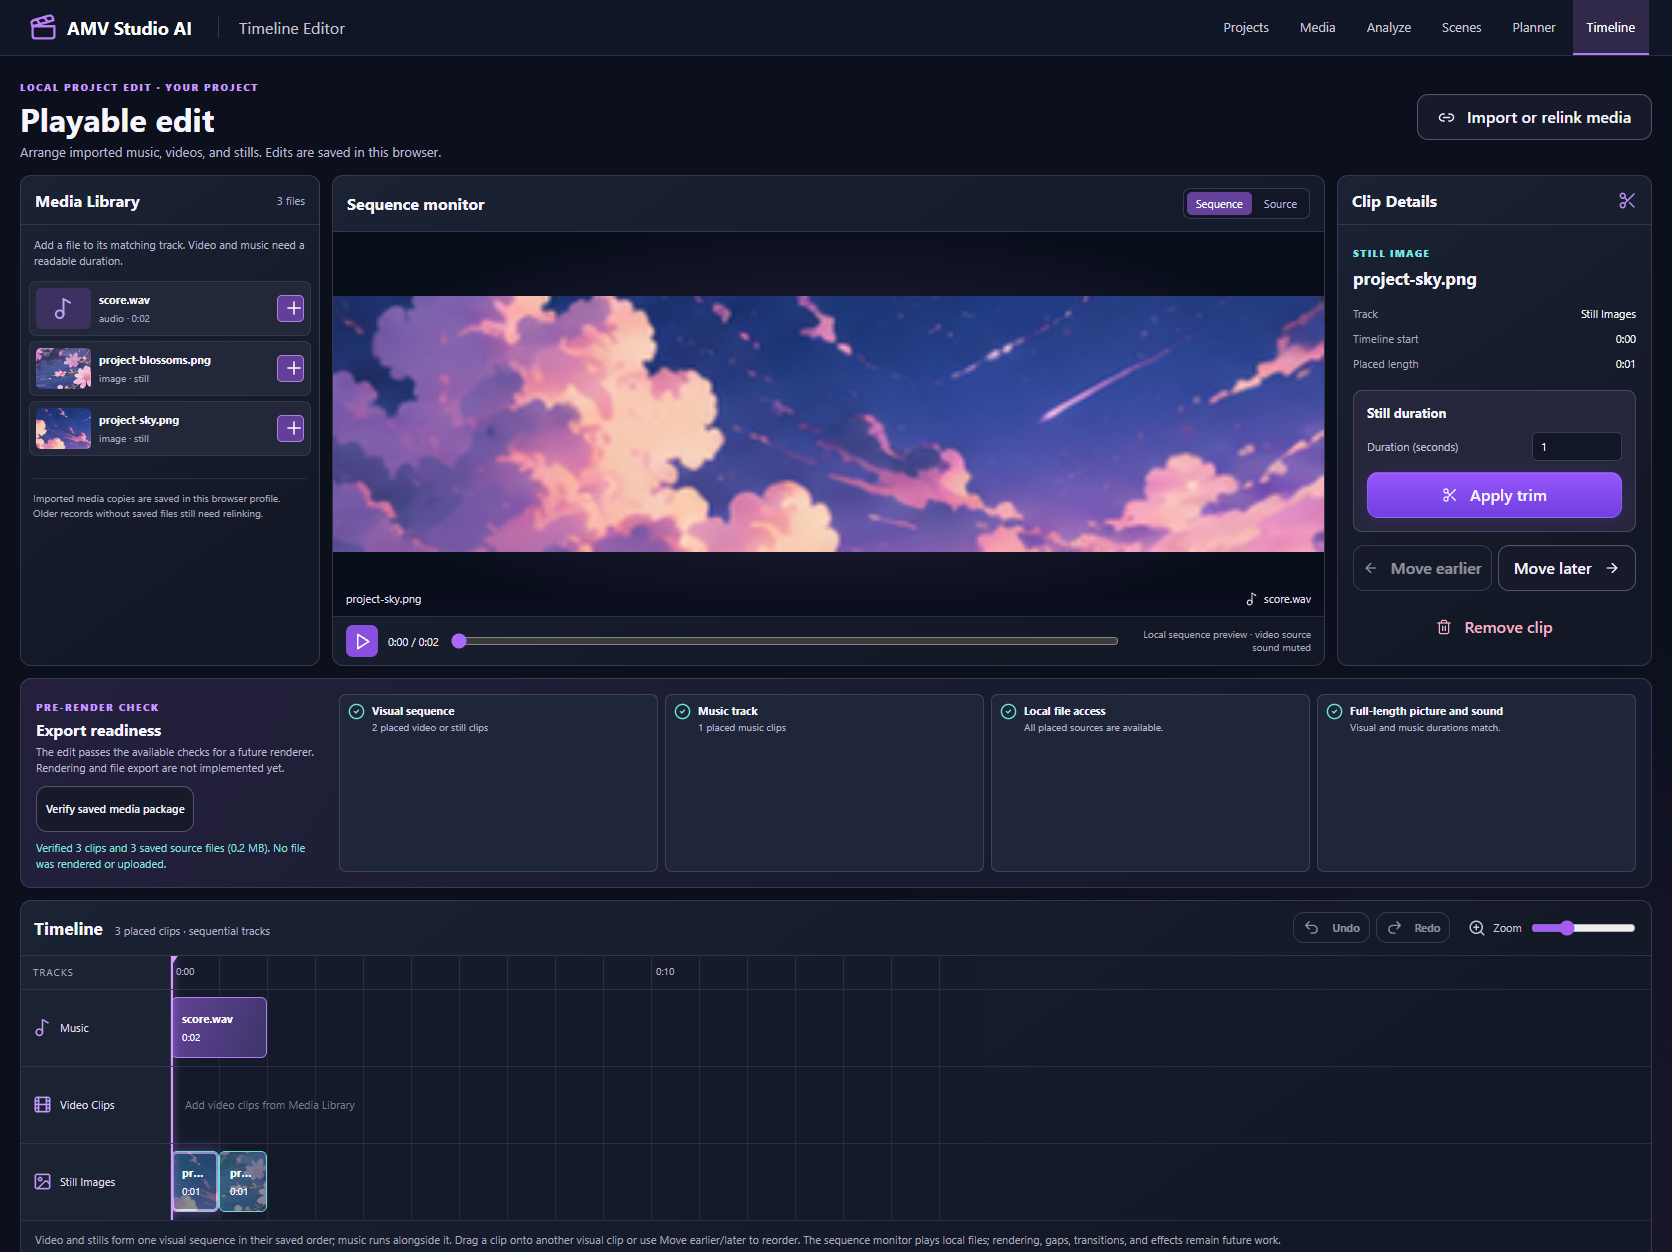 AMV Studio AI
Timeline Editor
Projects
Media
Analyze
Scenes
Planner
Timeline
LOCAL PROJECT EDIT · YOUR PROJECT
Playable edit
Arrange imported music, videos, and stills. Edits are saved in this browser.
Import or relink media
Media Library
3 files
Add a file to its matching track. Video and music need a
readable duration.
score.wav
audio · 0:02
project-blossoms.png
image · still
project-sky.png
image · still
Imported media copies are saved in this browser profile.
Older records without saved files still need relinking.
Sequence monitor
Sequence
Source
project-sky.png
score.wav
0:00 / 0:02
Local sequence preview · video source
sound muted
Clip Details
STILL IMAGE
project-sky.png
Track
Still Images
Timeline start
0:00
Placed length
0:01
Still duration
Duration (seconds)
1
Apply trim
Move earlier
Move later
Remove clip
PRE-RENDER CHECK
Export readiness
The edit passes the available checks for a future renderer.
Rendering and file export are not implemented yet.
Verify saved media package
Verified 3 clips and 3 saved source files (0.2 MB). No file
was rendered or uploaded.
Visual sequence
2 placed video or still clips
Music track
1 placed music clips
Local file access
All placed sources are available.
Full-length picture and sound
Visual and music durations match.
Timeline
3 placed clips · sequential tracks
Undo
Redo
Zoom
TRACKS
0:00
0:10
Music
score.wav
0:02
Video Clips
Add video clips from Media Library
Still Images
pr...
0:01
pr...
0:01
Video and stills form one visual sequence in their saved order; music runs alongside it. Drag a clip onto another visual clip or use Move earlier/later to reorder. The sequence monitor plays local files; rendering, gaps, transitions, and effects remain future work.